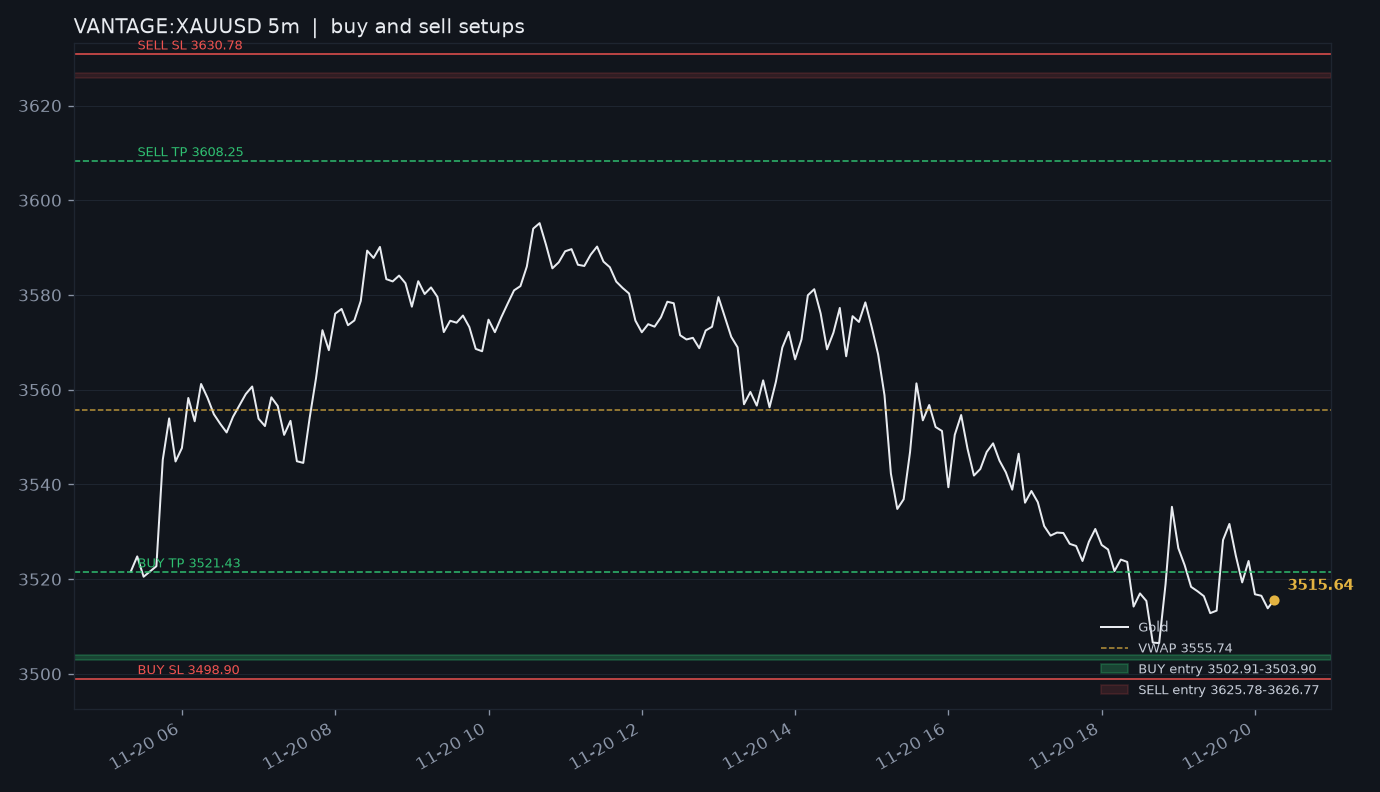 VANTAGE:XAUUSD 5m | buy and sell setups
SELL SL 3630.78
3620
SELL TP 3608.25
3600
3580
3560
3540
BUY TP 3521.43
3520
3515.64
Gold
VWAP 3555.74
BUY SL 3498.90
BUY entry 3502.91-3503.90
3500
SELL entry 3625.78-3626.77
11-20 06
11-20 08
11-20 10
11-20 12
11-20 14
11-20 16
11-20 18
11-20 20